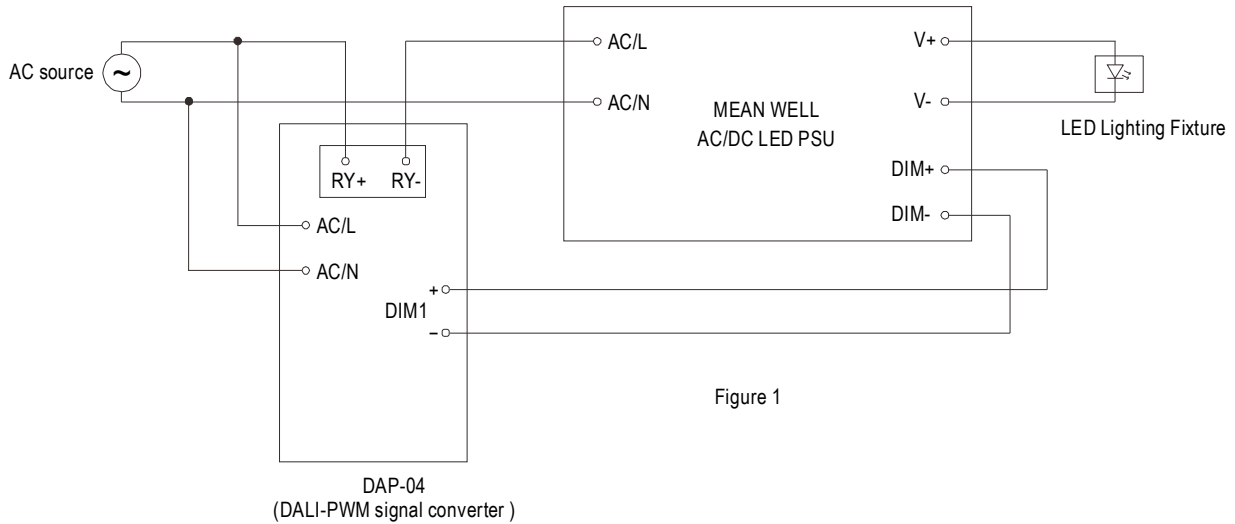 AC source
~
AC/L
AC/N
MEAN WELL
AC/DC LED PSU
V+
V-
DIM+
DIM-
LED Lighting Fixture
RY+ RY-
AC/L
AC/N
+
DIM1
−
Figure 1
DAP-04
(DALI-PWM signal converter )